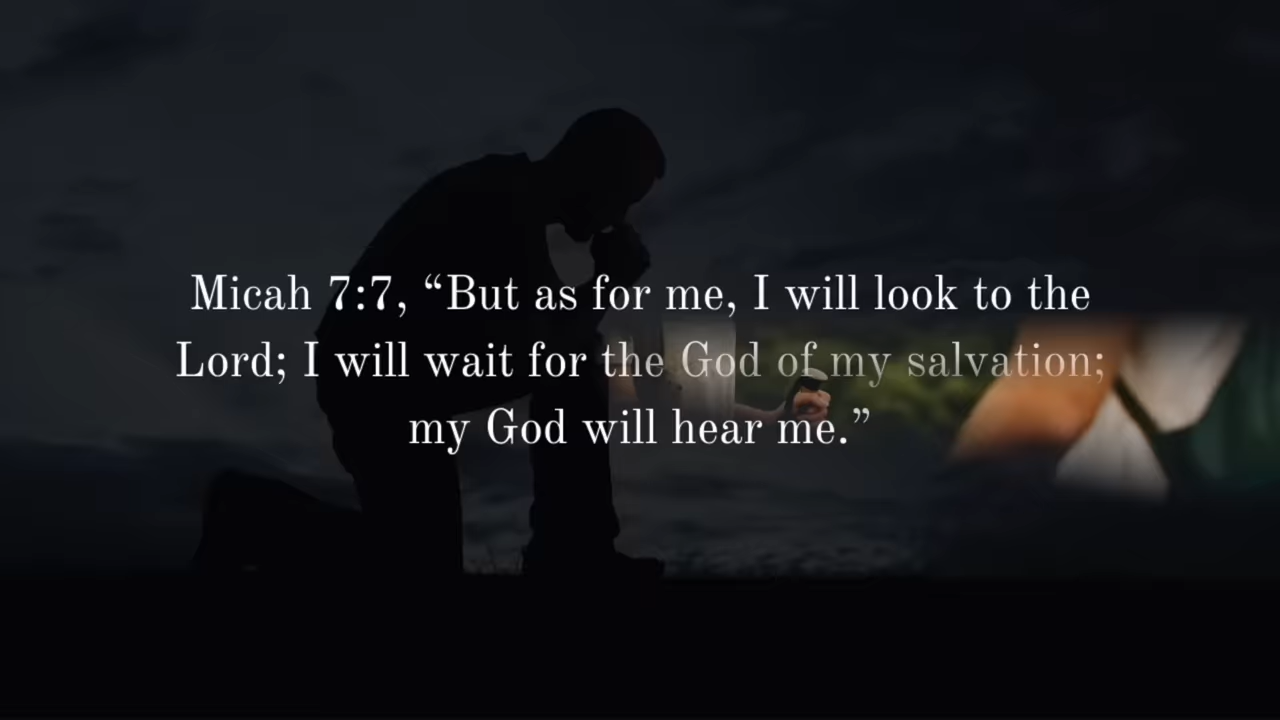 Micah 7:7, “But as for me, I will look to the
Lord; I will wait for the God of my salvation;
my God will hear me.”